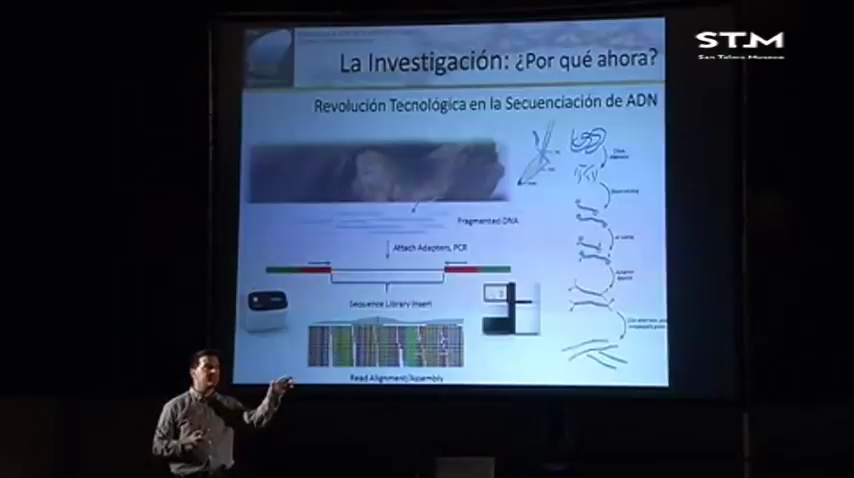 STM
San Telmo Museoa
La Investigación: ¿Por qué ahora?
Revolución Tecnológica en la Secuenciación de ADN
Fragmented DNA
Attach Adapters, PCR
Sequence Library Insert
Read Alignment/Assembly